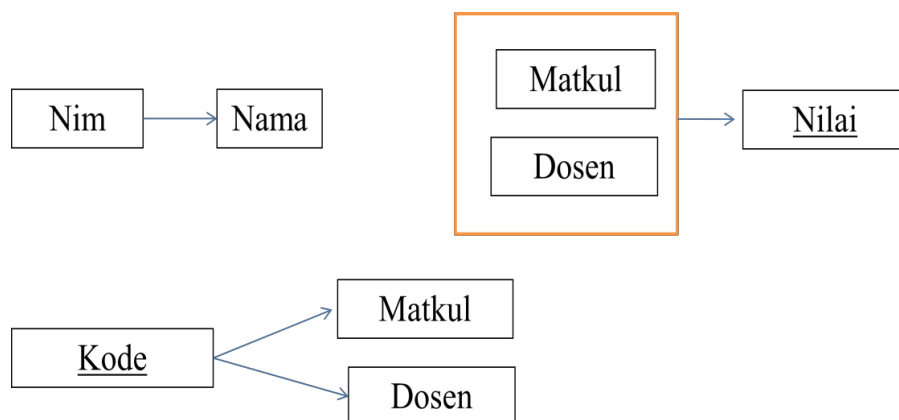 Nim
Nama
Matkul
Dosen
Nilai
Kode
Matkul
Dosen